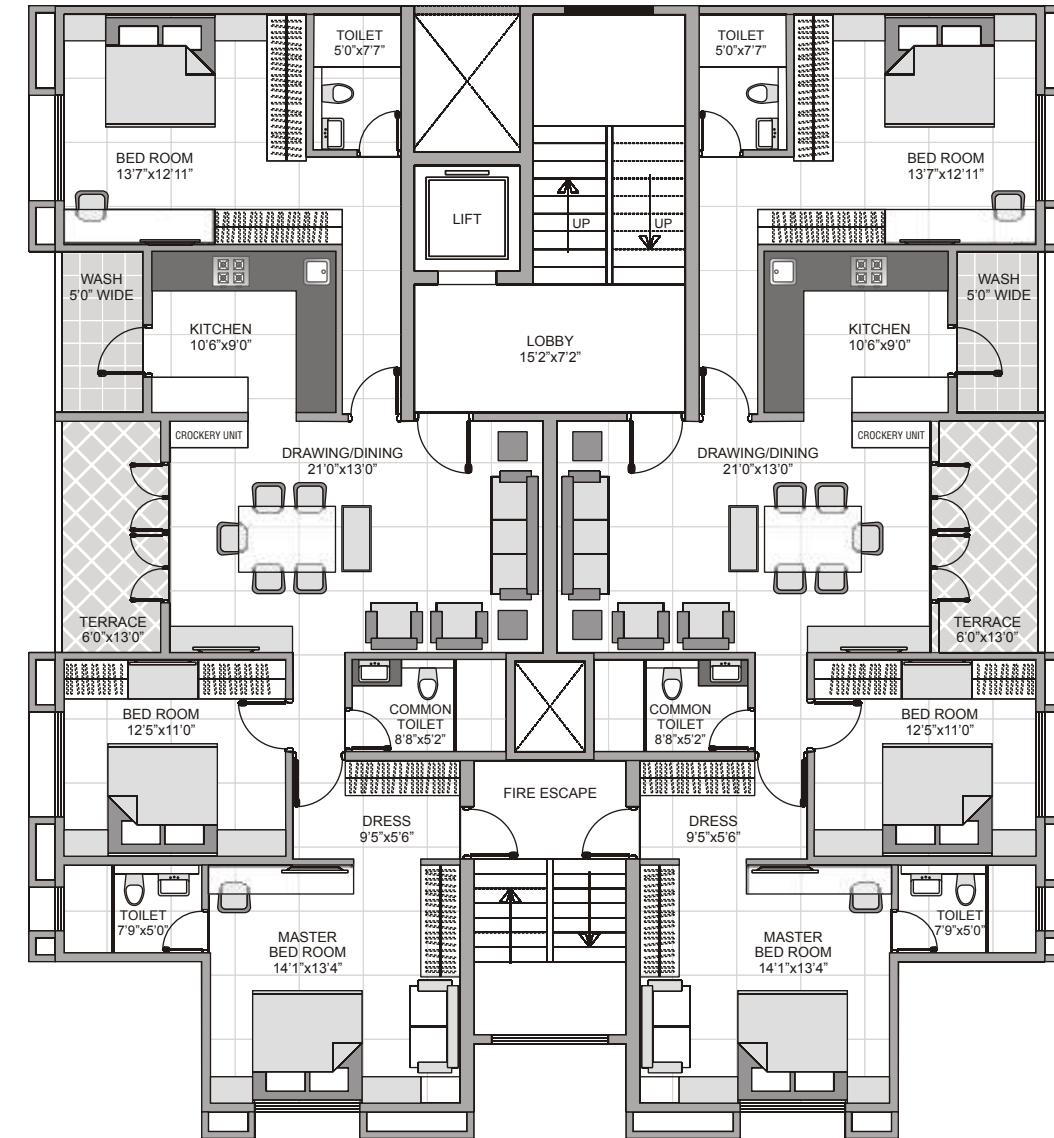 TOILET
5'0"x7'7"
TOILET
5'0"x7'7"
BED ROOM
13'7"x12'11"
BED ROOM
13'7"x12'11"
LIFT
UP
UP
WASH
5'0" WIDE
WASH
5'0" WIDE
KITCHEN
10'6"x9'0"
LOBBY
15'2"x7'2"
KITCHEN
10'6"x9'0"
CROCKERY UNIT
CROCKERY UNIT
DRAWING/DINING
21'0"x13'0"
DRAWING/DINING
21'0"x13'0"
TERRACE
6'0"x13'0"
TERRACE
6'0"x13'0"
BED ROOM
12'5"x11'0"
COMMON
TOILET
8'8"x5'2"
COMMON
TOILET
8'8"x5'2"
BED ROOM
12'5"x11'0"
FIRE ESCAPE
DRESS
9'5"x5'6"
DRESS
9'5"x5'6"
TOILET
7'9"x5'0"
TOILET
7'9"x5'0"
MASTER
BED ROOM
14'1"x13'4"
MASTER
BED ROOM
14'1"x13'4"